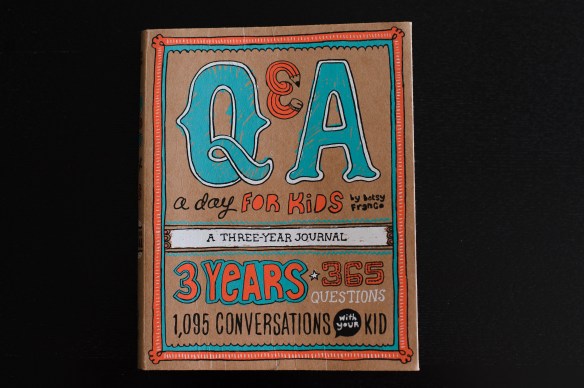 Q&A
a day FOR KiDS by betsy Franco
A THREE-YEAR JOURNAL
3 YEARS * 365 QUESTIONS
1,095 CONVERSATIONS with your KID